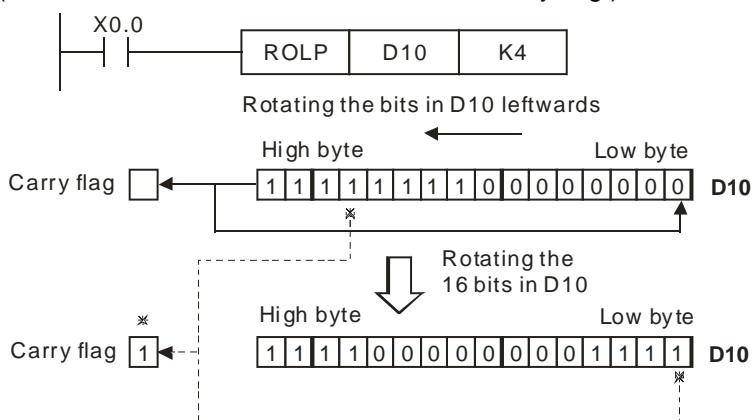 X0.0
ROLP D10 K4
Rotating the bits in D10 leftwards
High byte Low byte
Carry flag 1 1 1 1 1 1 1 1 0 0 0 0 0 0 0 0 D10
Rotating the
16 bits in D10
High byte Low byte
Carry flag 1 1 1 1 1 0 0 0 0 0 0 0 0 1 1 1 1 D10